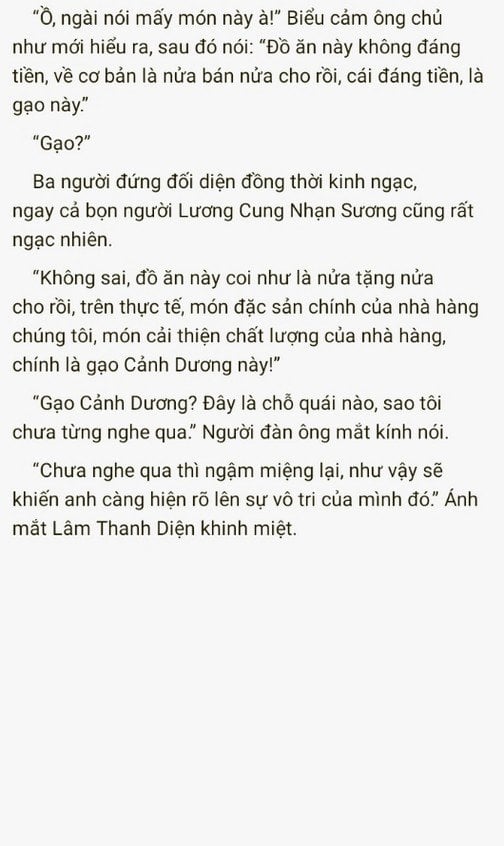 “Ồ, ngài nói mấy món này à!” Biểu cảm ông chủ
như mới hiểu ra, sau đó nói: “Đồ ăn này không đáng
tiền, về cơ bản là nửa bán nửa cho rồi, cái đáng tiền, là
gạo này.”
“Gạo?”
Ba người đứng đối diện đồng thời kinh ngạc,
ngay cả bọn người Lương Cung Nhạn Sương cũng rất
ngạc nhiên.
“Không sai, đồ ăn này coi như là nửa tặng nửa
cho rồi, trên thực tế, món đặc sản chính của nhà hàng
chúng tôi, món cải thiện chất lượng của nhà hàng,
chính là gạo Cảnh Dương này!”
“Gạo Cảnh Dương? Đây là chỗ quái nào, sao tôi
chưa từng nghe qua.” Người đàn ông mắt kính nói.
“Chưa nghe qua thì ngậm miệng lại, như vậy sẽ
khiến anh càng hiện rõ lên sự vô tri của mình đó.” Ánh
mắt Lâm Thanh Diện khinh miệt.